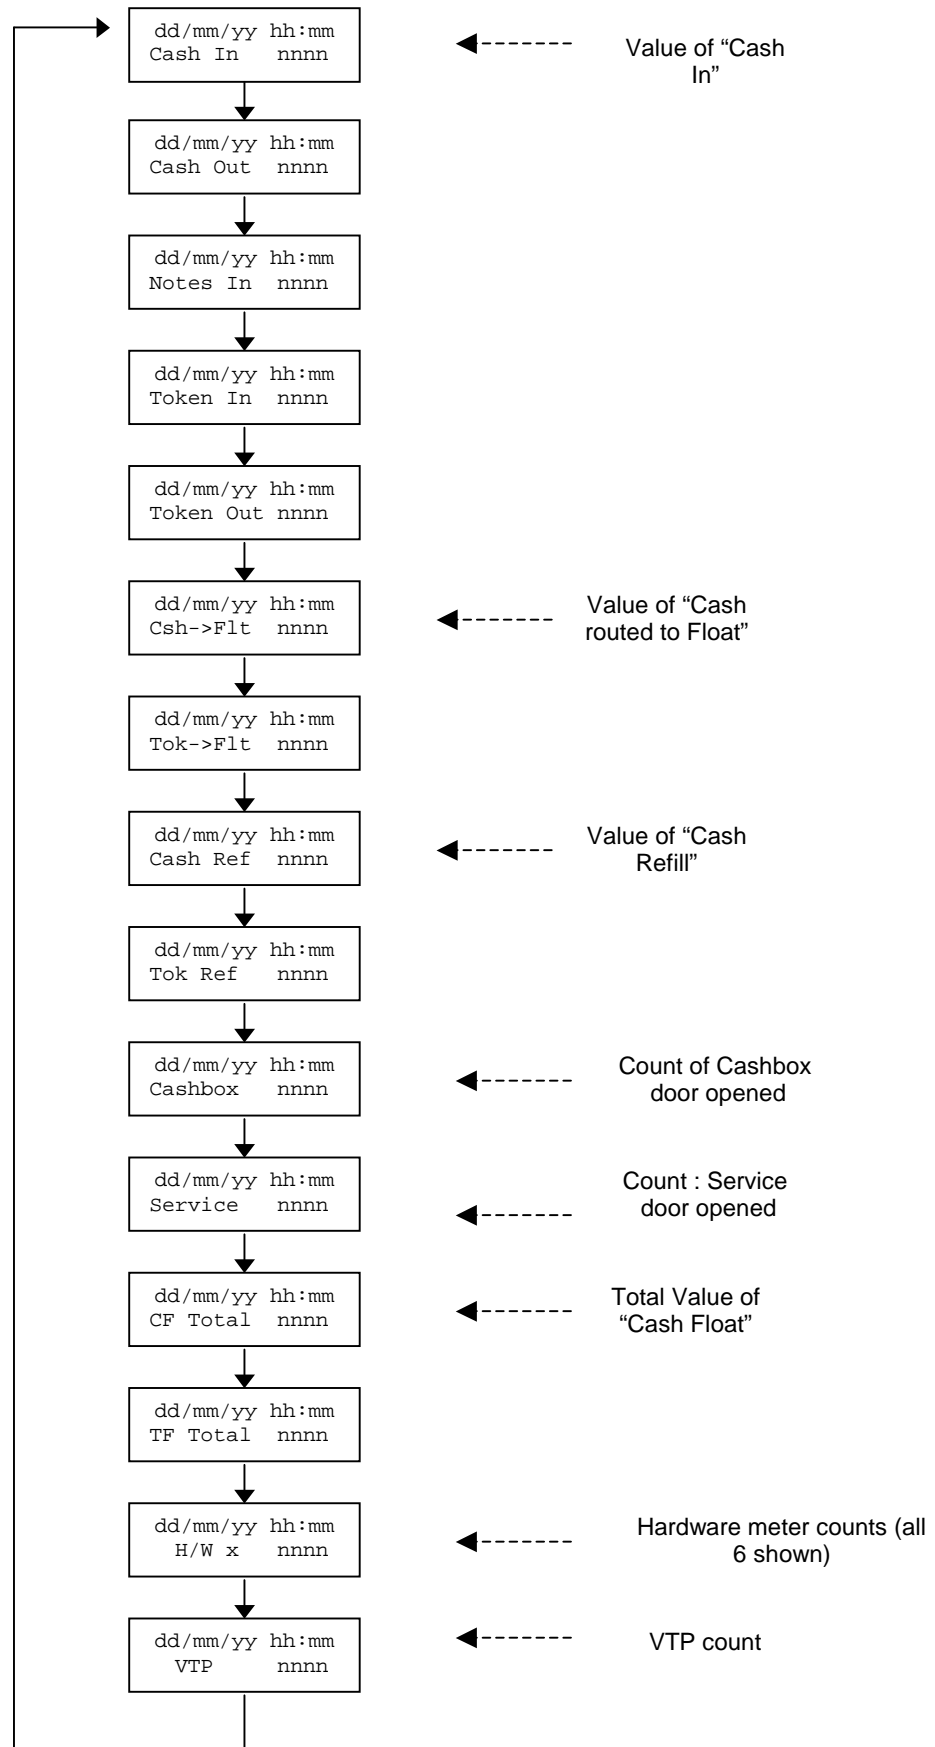 dd/mm/yy hh:mm
Cash In nnnn
Value of “Cash
In”
dd/mm/yy hh:mm
Cash Out nnnn
dd/mm/yy hh:mm
Notes In nnnn
dd/mm/yy hh:mm
Token In nnnn
dd/mm/yy hh:mm
Token Out nnnn
dd/mm/yy hh:mm
Csh->Flt nnnn
Value of “Cash
routed to Float”
dd/mm/yy hh:mm
Tok->Flt nnnn
dd/mm/yy hh:mm
Cash Ref nnnn
Value of “Cash
Refill”
dd/mm/yy hh:mm
Tok Ref nnnn
dd/mm/yy hh:mm
Cashbox nnnn
Count of Cashbox
door opened
dd/mm/yy hh:mm
Service nnnn
Count : Service
door opened
dd/mm/yy hh:mm
CF Total nnnn
Total Value of
“Cash Float”
dd/mm/yy hh:mm
TF Total nnnn
dd/mm/yy hh:mm
H/W x nnnn
Hardware meter counts (all
6 shown)
dd/mm/yy hh:mm
VTP nnnn
VTP count